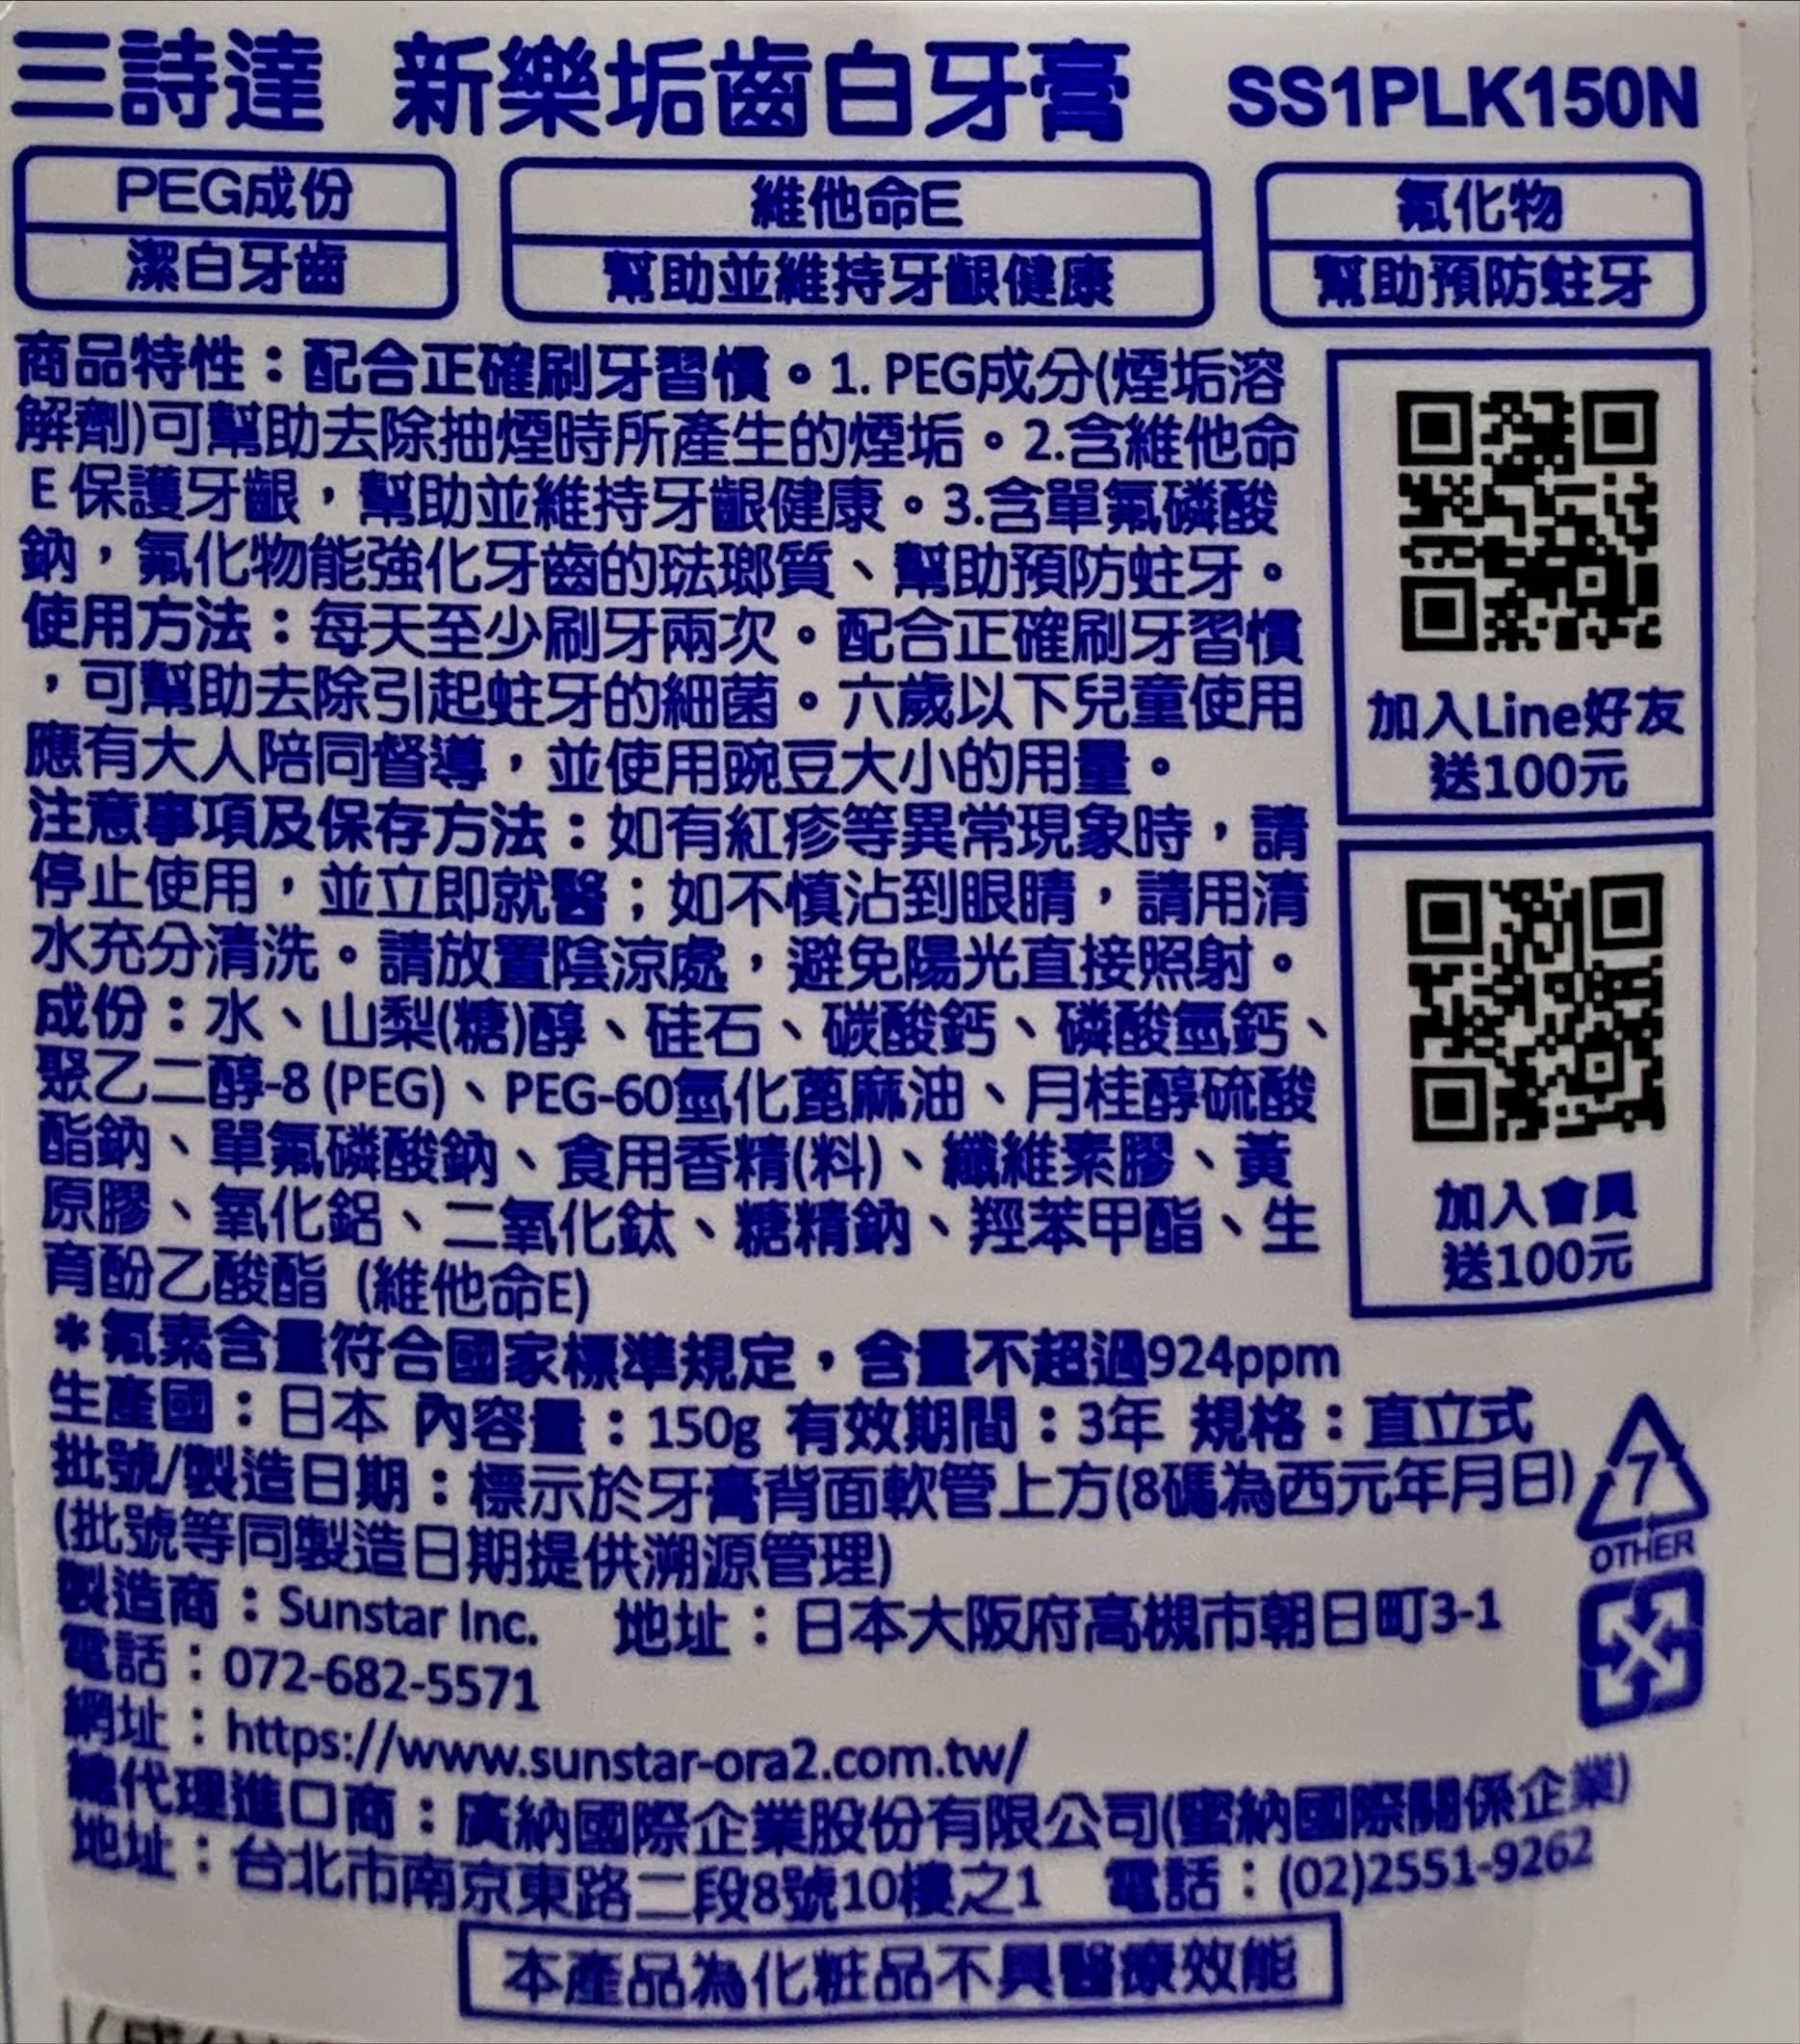 三詩達 新樂垢齒白牙膏 SS1PLK150N
PEG成份
潔白牙齒
維他命E
幫助並維持牙齦健康
氟化物
幫助預防蛀牙
商品特性：配合正確刷牙習慣。1. PEG成分(煙垢溶
解劑)可幫助去除抽煙時所產生的煙垢。2.含維他命
E 保護牙齦，幫助並維持牙齦健康。3.含單氟磷酸
鈉，氟化物能強化牙齒的琺瑯質、幫助預防蛀牙。
使用方法：每天至少刷牙兩次。配合正確刷牙習慣
，可幫助去除引起蛀牙的細菌。六歲以下兒童使用
應有大人陪同督導，並使用豌豆大小的用量。
注意事項及保存方法：如有紅疹等異常現象時，請
停止使用，並立即就醫；如不慎沾到眼睛，請用清
水充分清洗。請放置陰涼處，避免陽光直接照射。
成份：水、山梨(糖)醇、硅石、碳酸鈣、磷酸氫鈣、
聚乙二醇-8 (PEG)、PEG-60氫化蓖麻油、月桂醇硫酸
酯鈉、單氟磷酸鈉、食用香精(料)、纖維素膠、黃
原膠、氧化鋁、二氧化鈦、糖精鈉、羥苯甲酯、生
育酚乙酸酯 (維他命E)
＊氟素含量符合國家標準規定，含量不超過924ppm
生產國：日本 內容量：150g 有效期間：3年 規格：直立式
批號/製造日期：標示於牙膏背面軟管上方(8碼為西元年月日)
(批號等同製造日期提供溯源管理)
製造商：Sunstar Inc. 地址：日本大阪府高槻市朝日町3-1
電話：072-682-5571
網址：https://www.sunstar-ora2.com.tw/
總代理進口商：廣納國際企業股份有限公司(蜜納國際關係企業)
地址：台北市南京東路二段8號10樓之1 電話：(02)2551-9262
本產品為化粧品不具醫療效能
加入Line好友
送100元
加入會員
送100元
7
OTHER